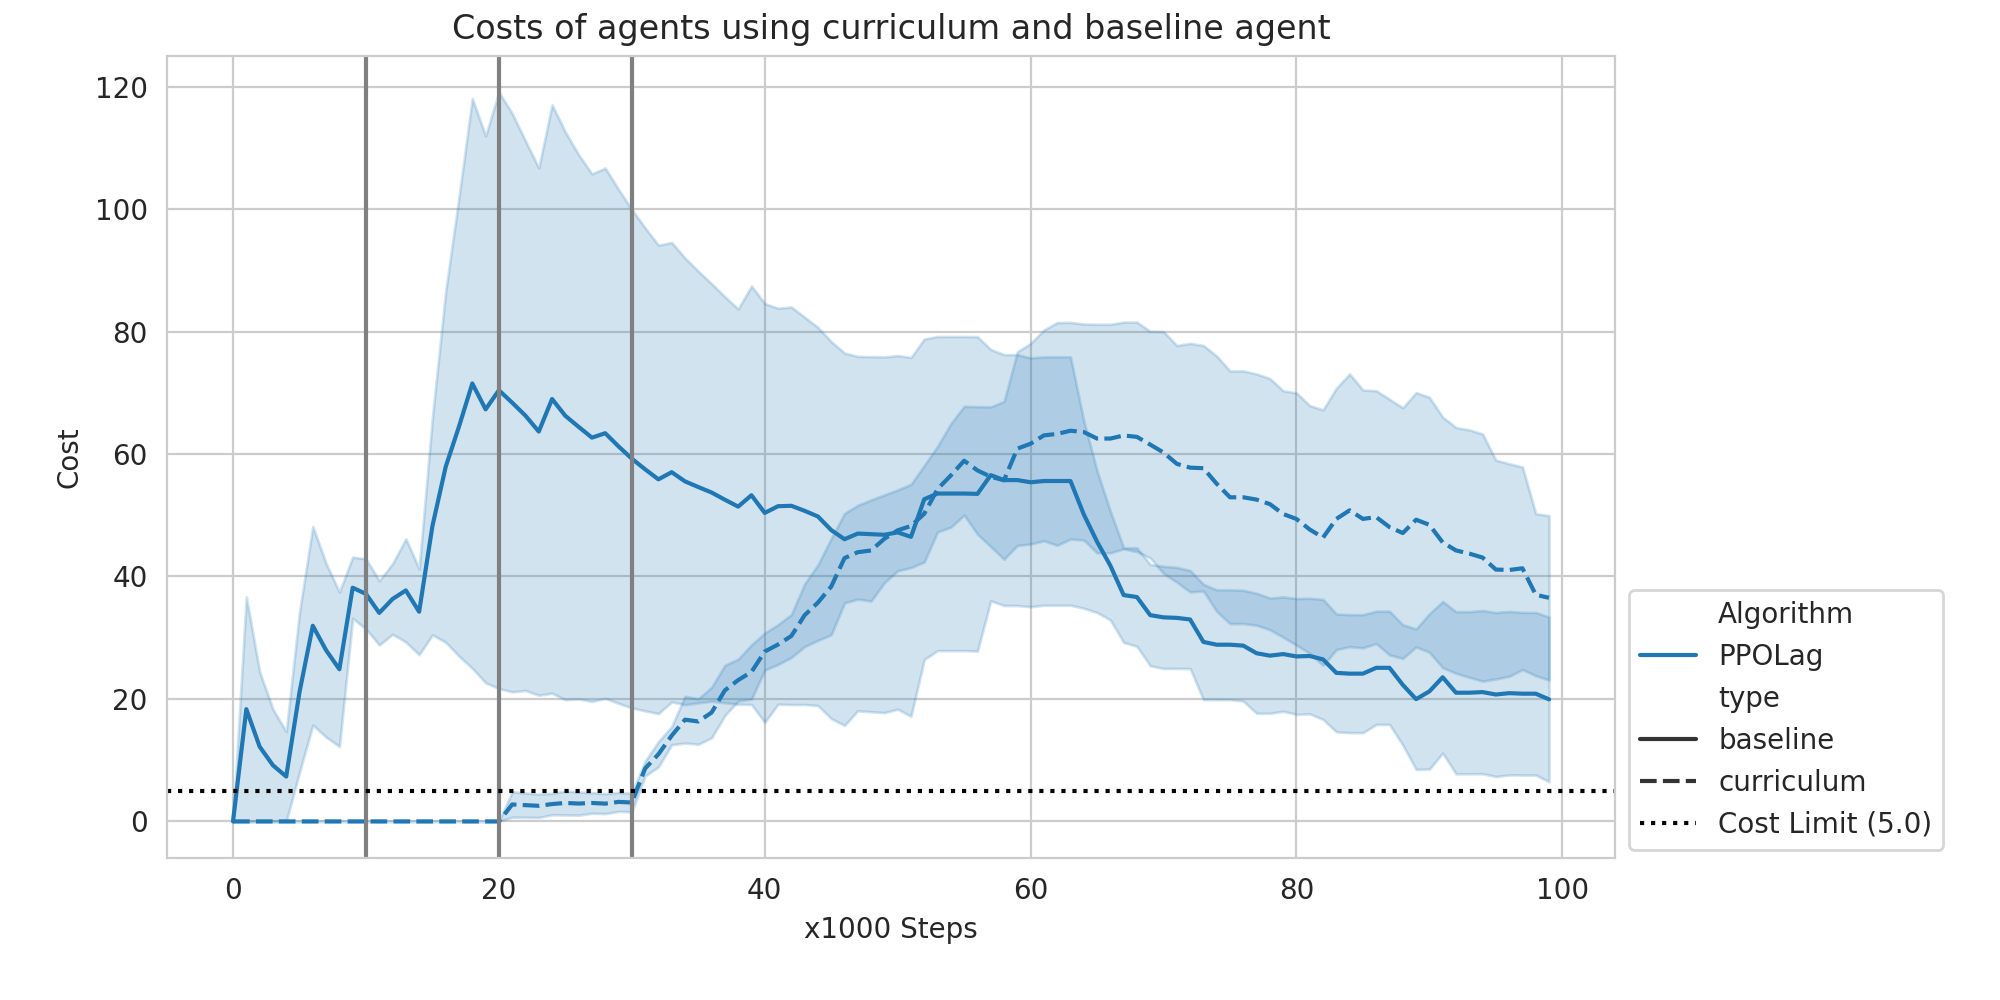 Costs of agents using curriculum and baseline agent
120
100
80
60
40
20
0
Cost
0 20 40 60 80 100
x1000 Steps
Algorithm
PPOLag
type
baseline
curriculum
Cost Limit (5.0)